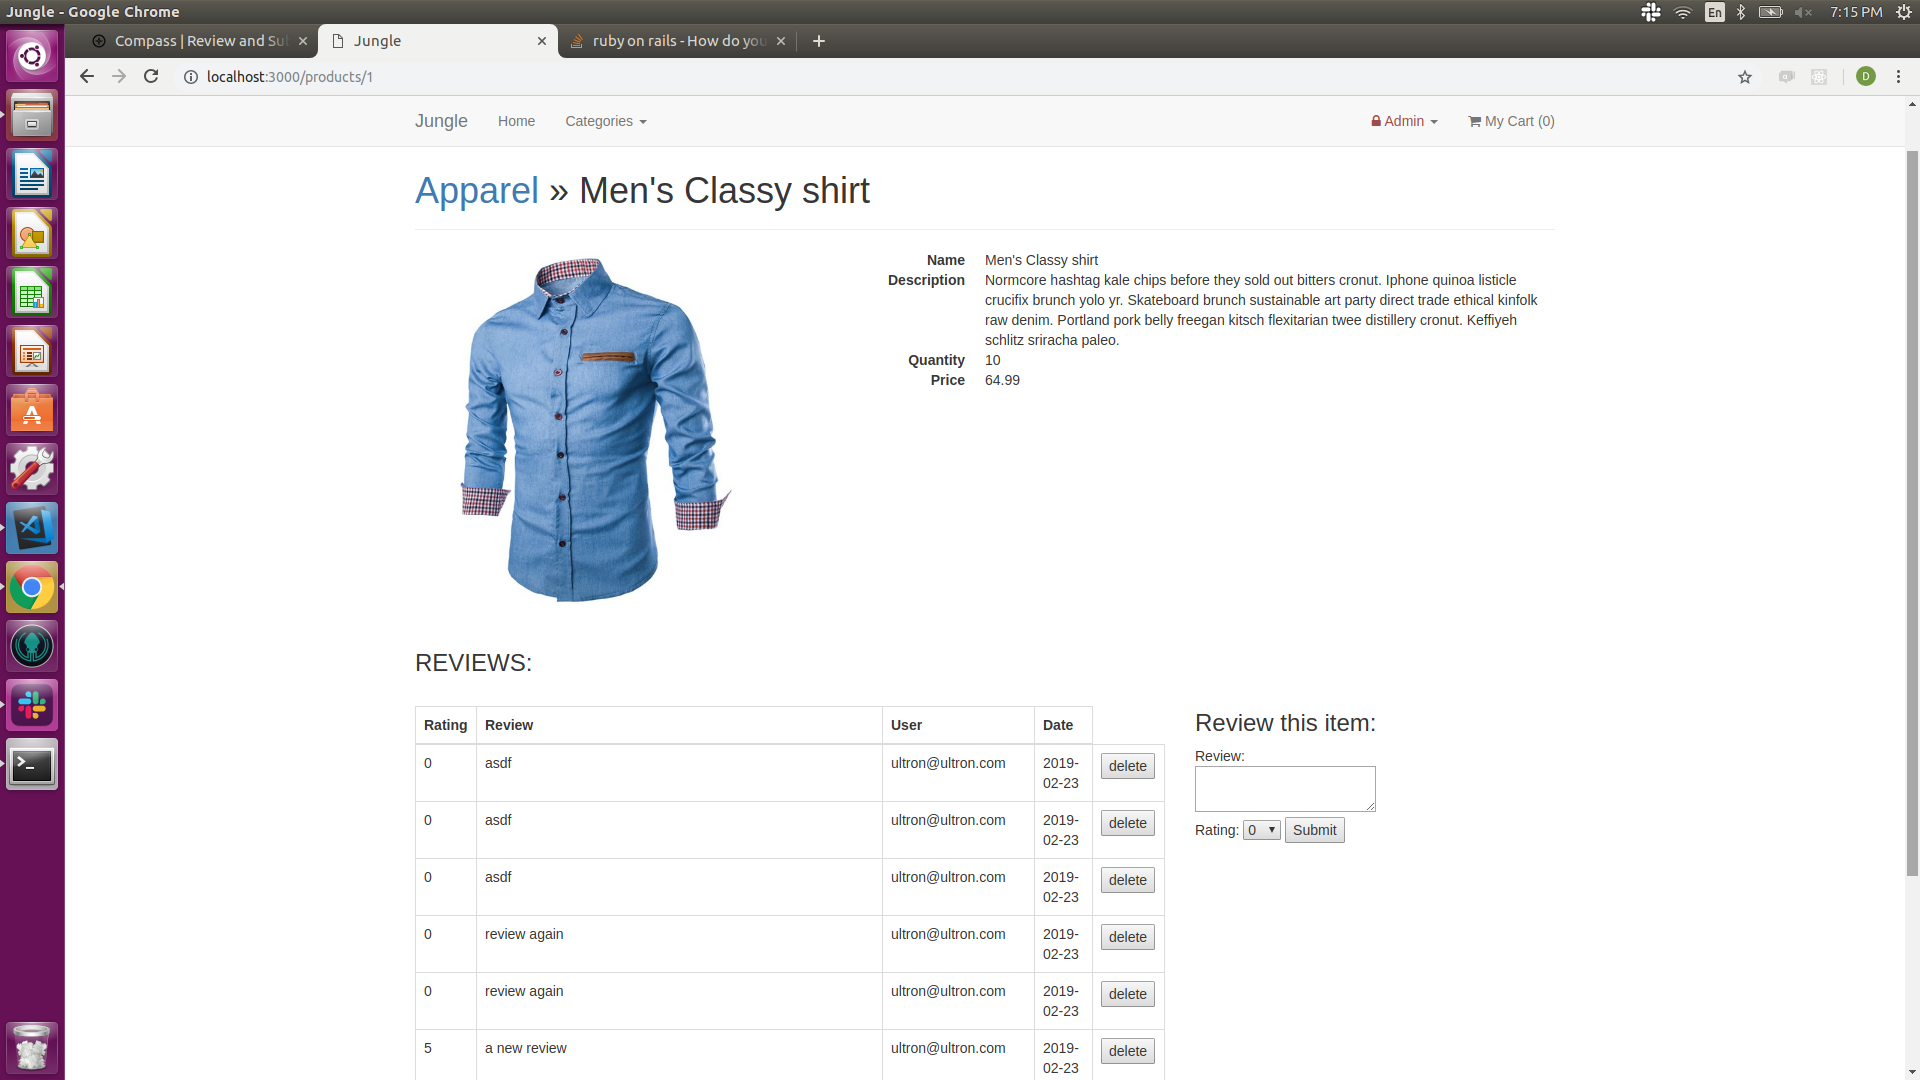 Jungle - Google Chrome
En
7:15 PM
Compass | Review and Su
Jungle
ruby on rails - How do you
localhost:3000/products/1
D
Jungle Home Categories Admin My Cart (0)
Apparel » Men's Classy shirt
Name Men's Classy shirt
Description Normcore hashtag kale chips before they sold out bitters cronut. Iphone quinoa listicle
crucifix brunch yolo yr. Skateboard brunch sustainable art party direct trade ethical kinfolk
raw denim. Portland pork belly freegan kitsch flexitarian twee distillery cronut. Keffiyeh
schlitz sriracha paleo.
Quantity 10
Price 64.99
REVIEWS:
Rating Review User Date
0 asdf ultron@ultron.com 2019-
02-23
delete
0 asdf ultron@ultron.com 2019-
02-23
delete
0 asdf ultron@ultron.com 2019-
02-23
delete
0 review again ultron@ultron.com 2019-
02-23
delete
0 review again ultron@ultron.com 2019-
02-23
delete
5 a new review ultron@ultron.com 2019-
02-23
delete
Review this item:
Review:
Rating: 0 Submit